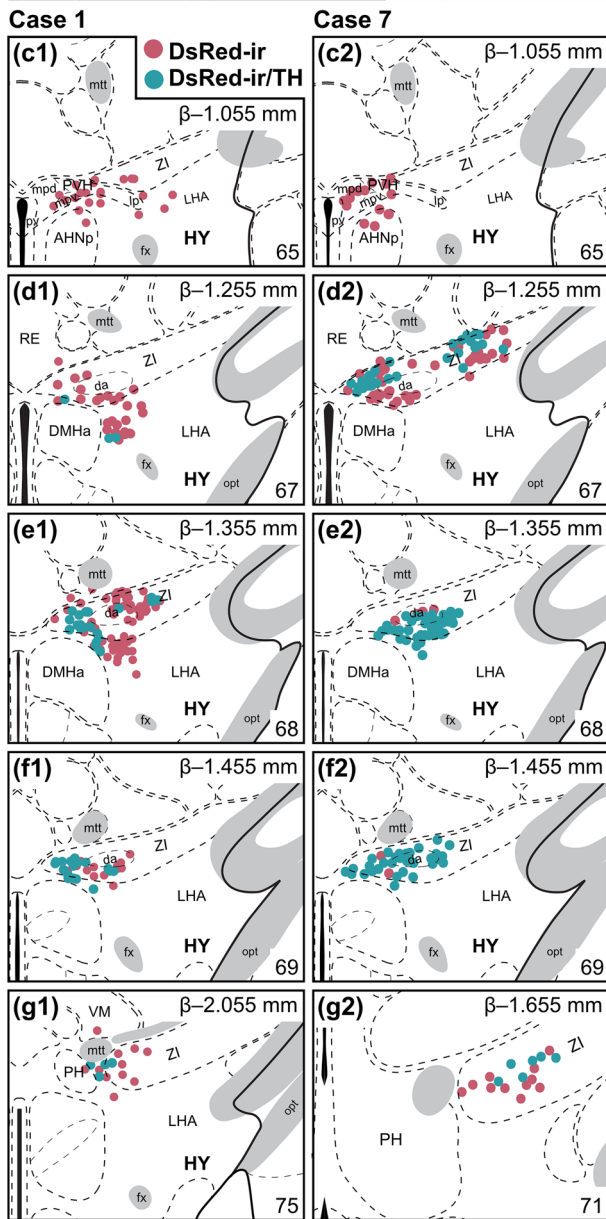 Case 1
Case 7
(c1)
DsRed-ir
DsRed-ir/TH
mtt
β–1.055 mm
ZI
mpd
PVH
mpv
lp
LHA
pv
AHNp
fx
HY
65
(c2)
mtt
β–1.055 mm
ZI
mpd
PVH
mpv
lp
LHA
pv
AHNp
fx
HY
65
(d1)
β–1.255 mm
mtt
RE
ZI
da
DMHa
LHA
fx
HY
opt
67
(d2)
β–1.255 mm
mtt
RE
ZI
da
DMHa
LHA
fx
HY
opt
67
(e1)
β–1.355 mm
mtt
ZI
da
DMHa
LHA
HY
fx
opt
68
(e2)
β–1.355 mm
mtt
ZI
da
DMHa
LHA
HY
fx
opt
68
(f1)
β–1.455 mm
mtt
ZI
da
LHA
HY
fx
opt
69
(f2)
β–1.455 mm
mtt
ZI
da
LHA
HY
fx
opt
69
(g1)
β–2.055 mm
VM
mtt
ZI
PH
LHA
opt
HY
fx
75
(g2)
β–1.655 mm
ZI
PH
71